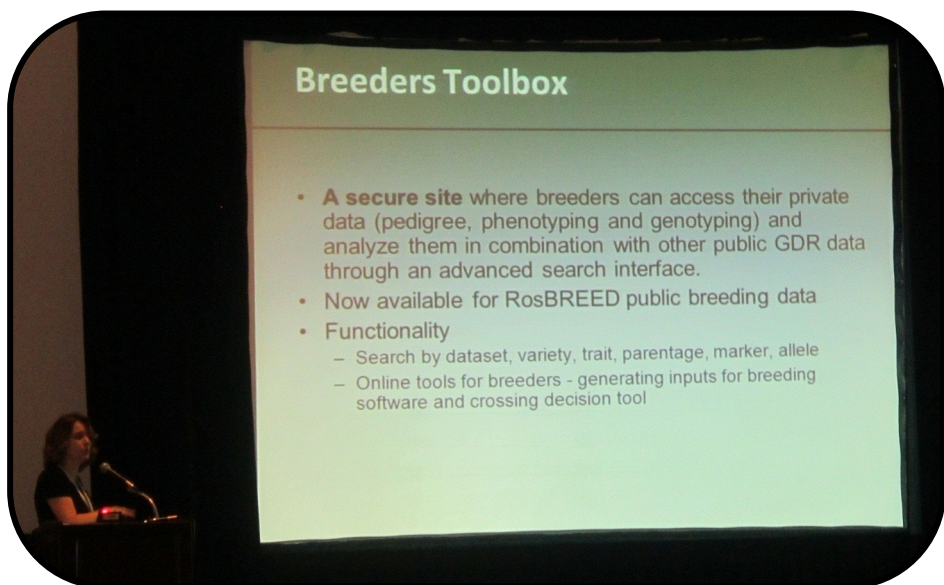 Breeders Toolbox
• A secure site where breeders can access their private
data (pedigree, phenotyping and genotyping) and
analyze them in combination with other public GDR data
through an advanced search interface.
• Now available for RosBREED public breeding data
• Functionality
– Search by dataset, variety, trait, parentage, marker, allele
– Online tools for breeders - generating inputs for breeding
software and crossing decision tool